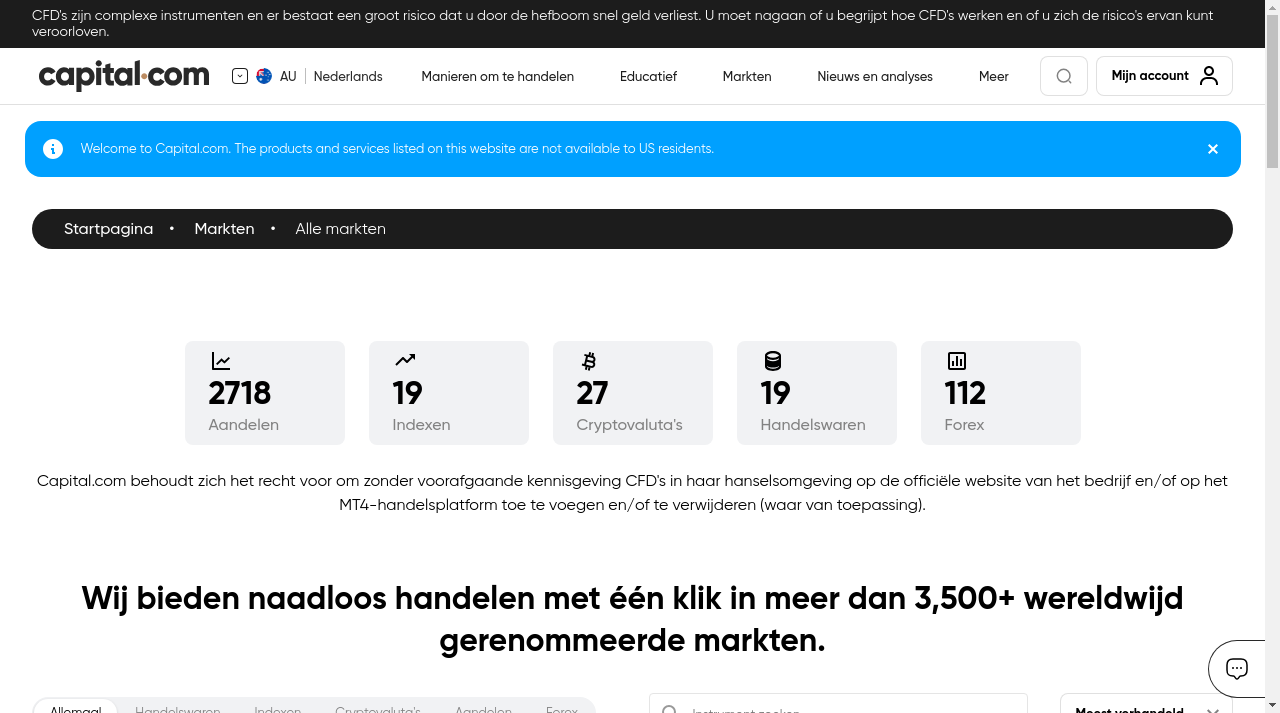 CFD's zijn complexe instrumenten en er bestaat een groot risico dat u door de hefboom snel geld verliest. U moet nagaan of u begrijpt hoe CFD's werken en of u zich de risico's ervan kunt
veroorloven.
capital.com
AU
Nederlands
Manieren om te handelen
Educatief
Markten
Nieuws en analyses
Meer
Mijn account
Welcome to Capital.com. The products and services listed on this website are not available to US residents.
Startpagina • Markten • Alle markten
2718
Aandelen
19
Indexen
27
Cryptovaluta's
19
Handelswaren
112
Forex
Capital.com behoudt zich het recht voor om zonder voorafgaande kennisgeving CFD's in haar hanselsomgeving op de officiële website van het bedrijf en/of op het
MT4-handelsplatform toe te voegen en/of te verwijderen (waar van toepassing).
Wij bieden naadloos handelen met één klik in meer dan 3,500+ wereldwijd
gerenommeerde markten.
Allemaal
Handelswaren
Indexen
Cryptovaluta's
Aandelen
Forex
Instrument zoeken
Meest verhandeld